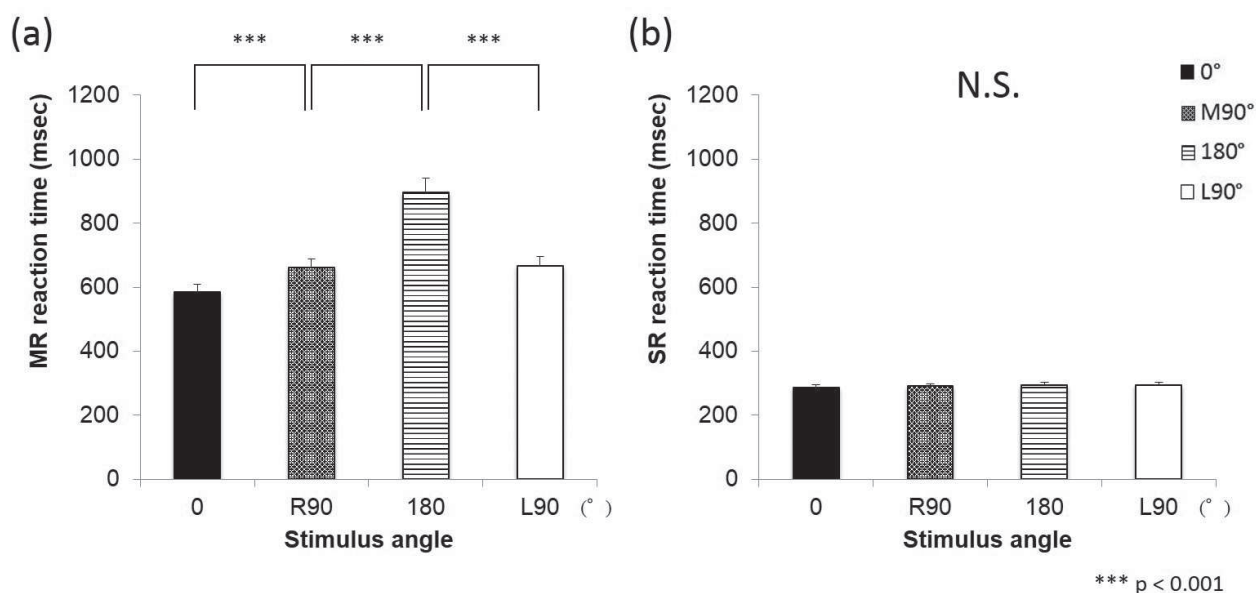 (a)
*** *** ***
MR reaction time (msec)
1200
1000
800
600
400
200
0
0 R90 180 L90 (° )
Stimulus angle
(b)
N.S.
0°
M90°
180°
L90°
SR reaction time (msec)
1200
1000
800
600
400
200
0
0 R90 180 L90 (° )
Stimulus angle
*** p < 0.001